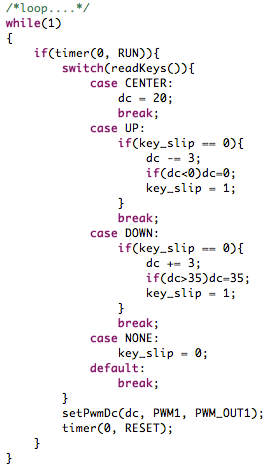 /*loop....*/
while(1)
{
    if(timer(0, RUN)){
        switch(readKeys()){
            case CENTER:
                dc = 20;
                break;
            case UP:
                if(key_slip == 0){
                    dc -= 3;
                    if(dc<0)dc=0;
                    key_slip = 1;
                }
                break;
            case DOWN:
                if(key_slip == 0){
                    dc += 3;
                    if(dc>35)dc=35;
                    key_slip = 1;
                }
                break;
            case NONE:
                key_slip = 0;
            default:
                break;
        }
        setPwmDc(dc, PWM1, PWM_OUT1);
        timer(0, RESET);
    }
}